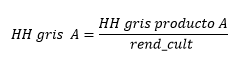 HH gris A = HH gris producto A / rend_cult